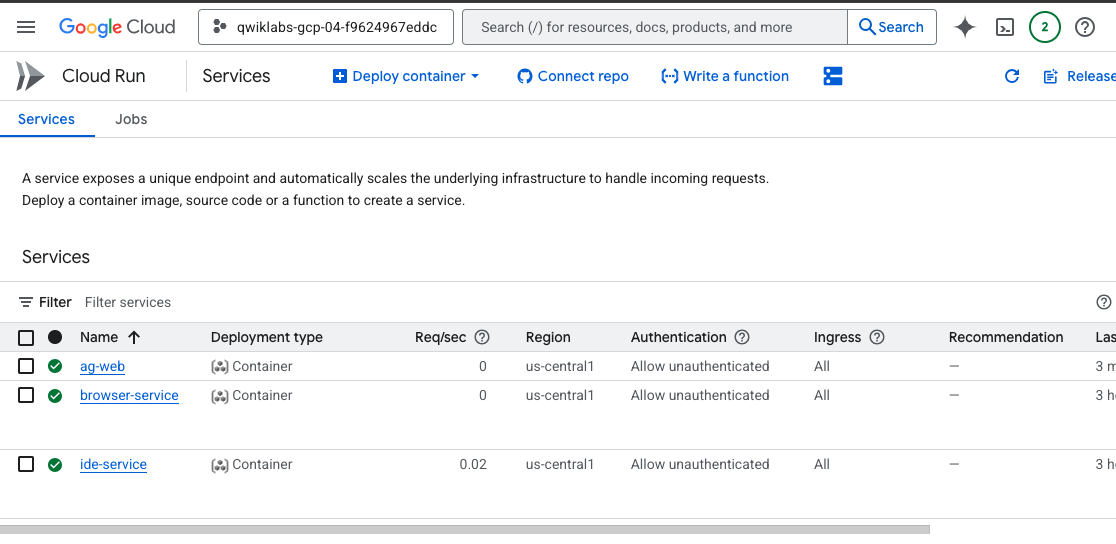 Google Cloud qwiklabs-gcp-04-f9624967eddc Search (/) for resources, docs, products, and more Search 2
Cloud Run Services Deploy container Connect repo Write a function Release
Services Jobs
A service exposes a unique endpoint and automatically scales the underlying infrastructure to handle incoming requests.
Deploy a container image, source code or a function to create a service.
Services
Filter Filter services
Name Deployment type Req/sec Region Authentication Ingress Recommendation Las
ag-web Container 0 us-central1 Allow unauthenticated All — 3 m
browser-service Container 0 us-central1 Allow unauthenticated All — 3 h
ide-service Container 0.02 us-central1 Allow unauthenticated All — 3 h